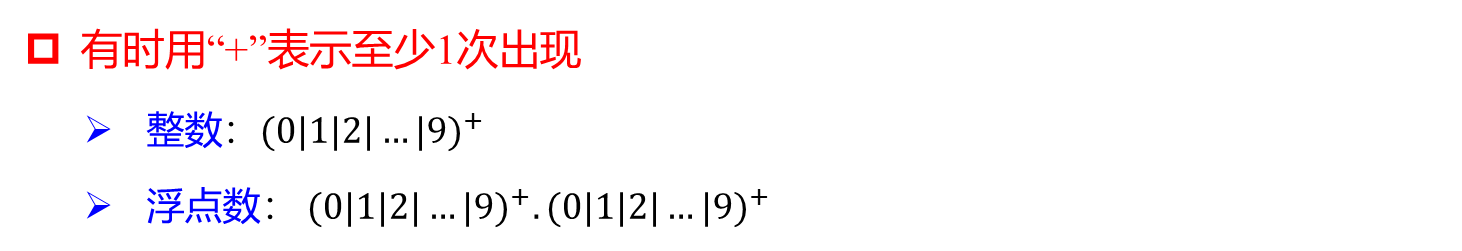 有时用“+”表示至少1次出现
整数：(0|1|2| … |9)⁺
浮点数： (0|1|2| … |9)⁺. (0|1|2| … |9)⁺